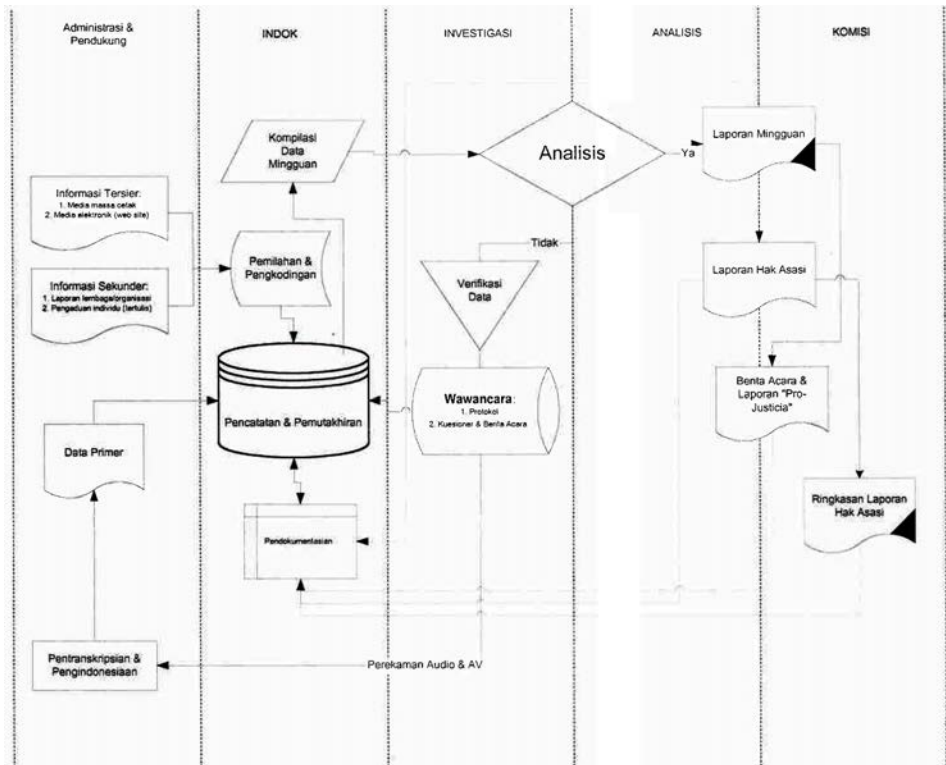 Administrasi &
Pendukung
INDOK
INVESTIGASI
ANALISIS
KOMISI
Kompilasi
Data
Mingguan
Analisis
Ya
Laporan Mingguan
Informasi Tersier:
1. Media massa cetak
2. Media elektronik (web site)
Pemilahan &
Pengkodingan
Tidak
Verifikasi
Data
Laporan Hak Asasi
Informasi Sekunder:
1. Laporan lembaga/organisasi
2. Pengaduan individu (tertulis)
Pencatatan & Pemutakhiran
Wawancara:
1. Protokol
2. Kuesioner & Berita Acara
Berita Acara &
Laporan "Pro-
Justicia"
Data Primer
Ringkasan Laporan
Hak Asasi
Pendokumentasian
Pentranskripsian &
Pengindonesiaan
Perekaman Audio & AV